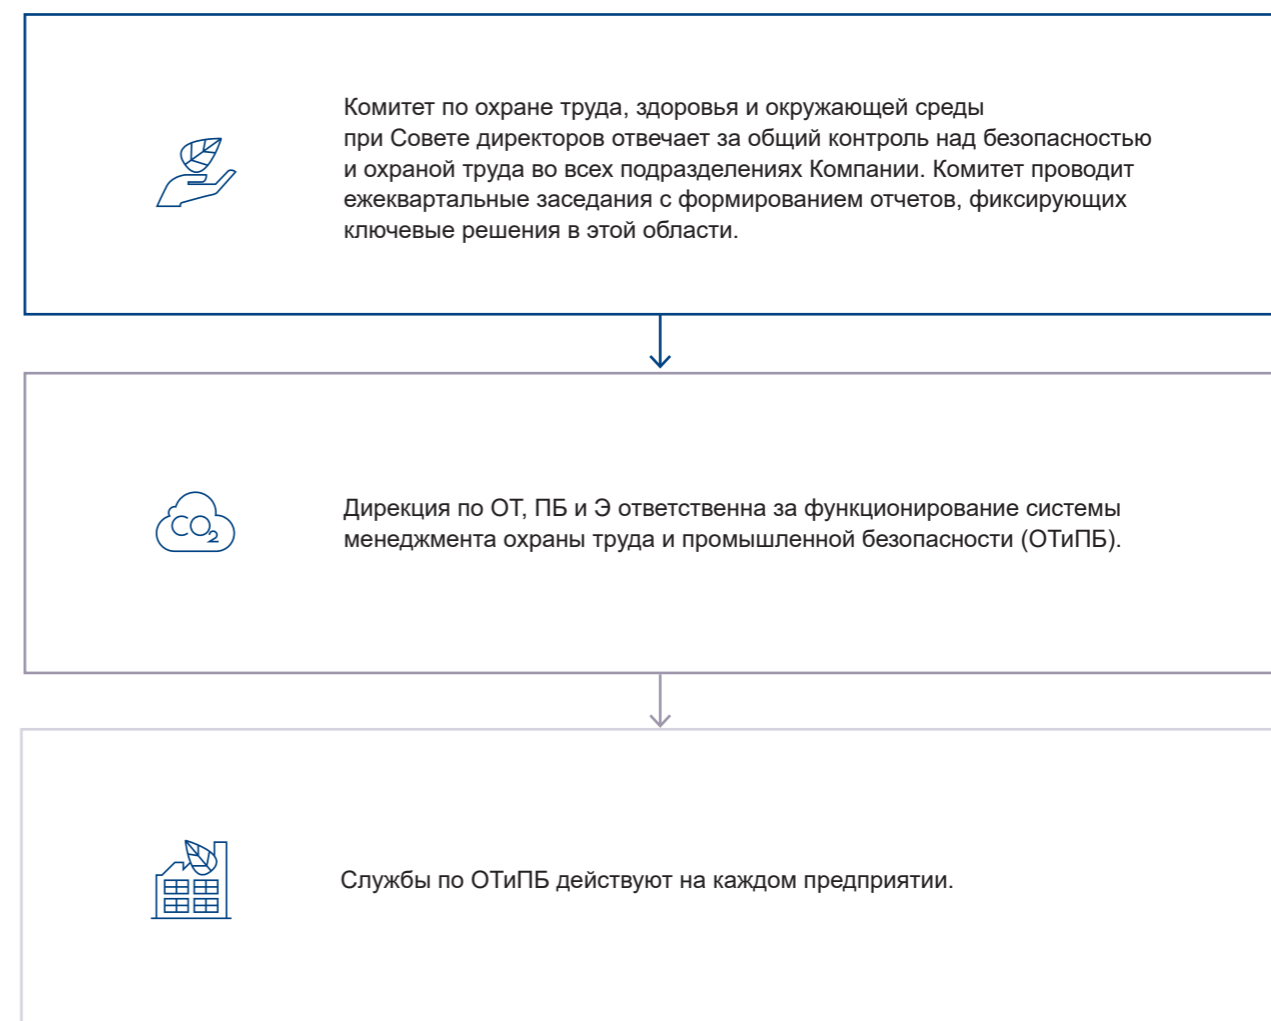 Комитет по охране труда, здоровья и окружающей среды
при Совете директоров отвечает за общий контроль над безопасностью
и охраной труда во всех подразделениях Компании. Комитет проводит
ежеквартальные заседания с формированием отчетов, фиксирующих
ключевые решения в этой области.
CO2
Дирекция по ОТ, ПБ и Э ответственна за функционирование системы
менеджмента охраны труда и промышленной безопасности (ОТиПБ).
Службы по ОТиПБ действуют на каждом предприятии.